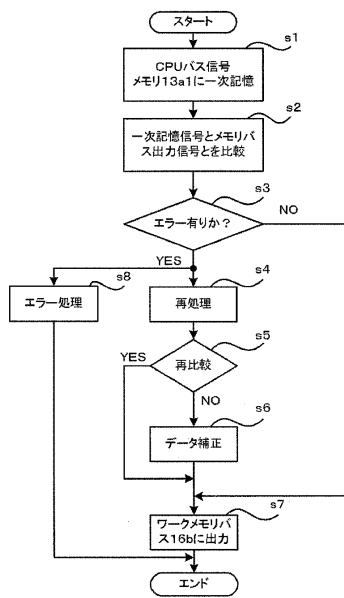 スタート
s1
CPUバス信号
メモリ13a1に一次記憶
s2
一次記憶信号とメモリバ
ス出力信号とを比較
s3
エラー有りか？
NO
YES
s8
エラー処理
s4
再処理
s5
YES
再比較
NO
s6
データ補正
s7
ワークメモリバ
ス16bに出力
エンド